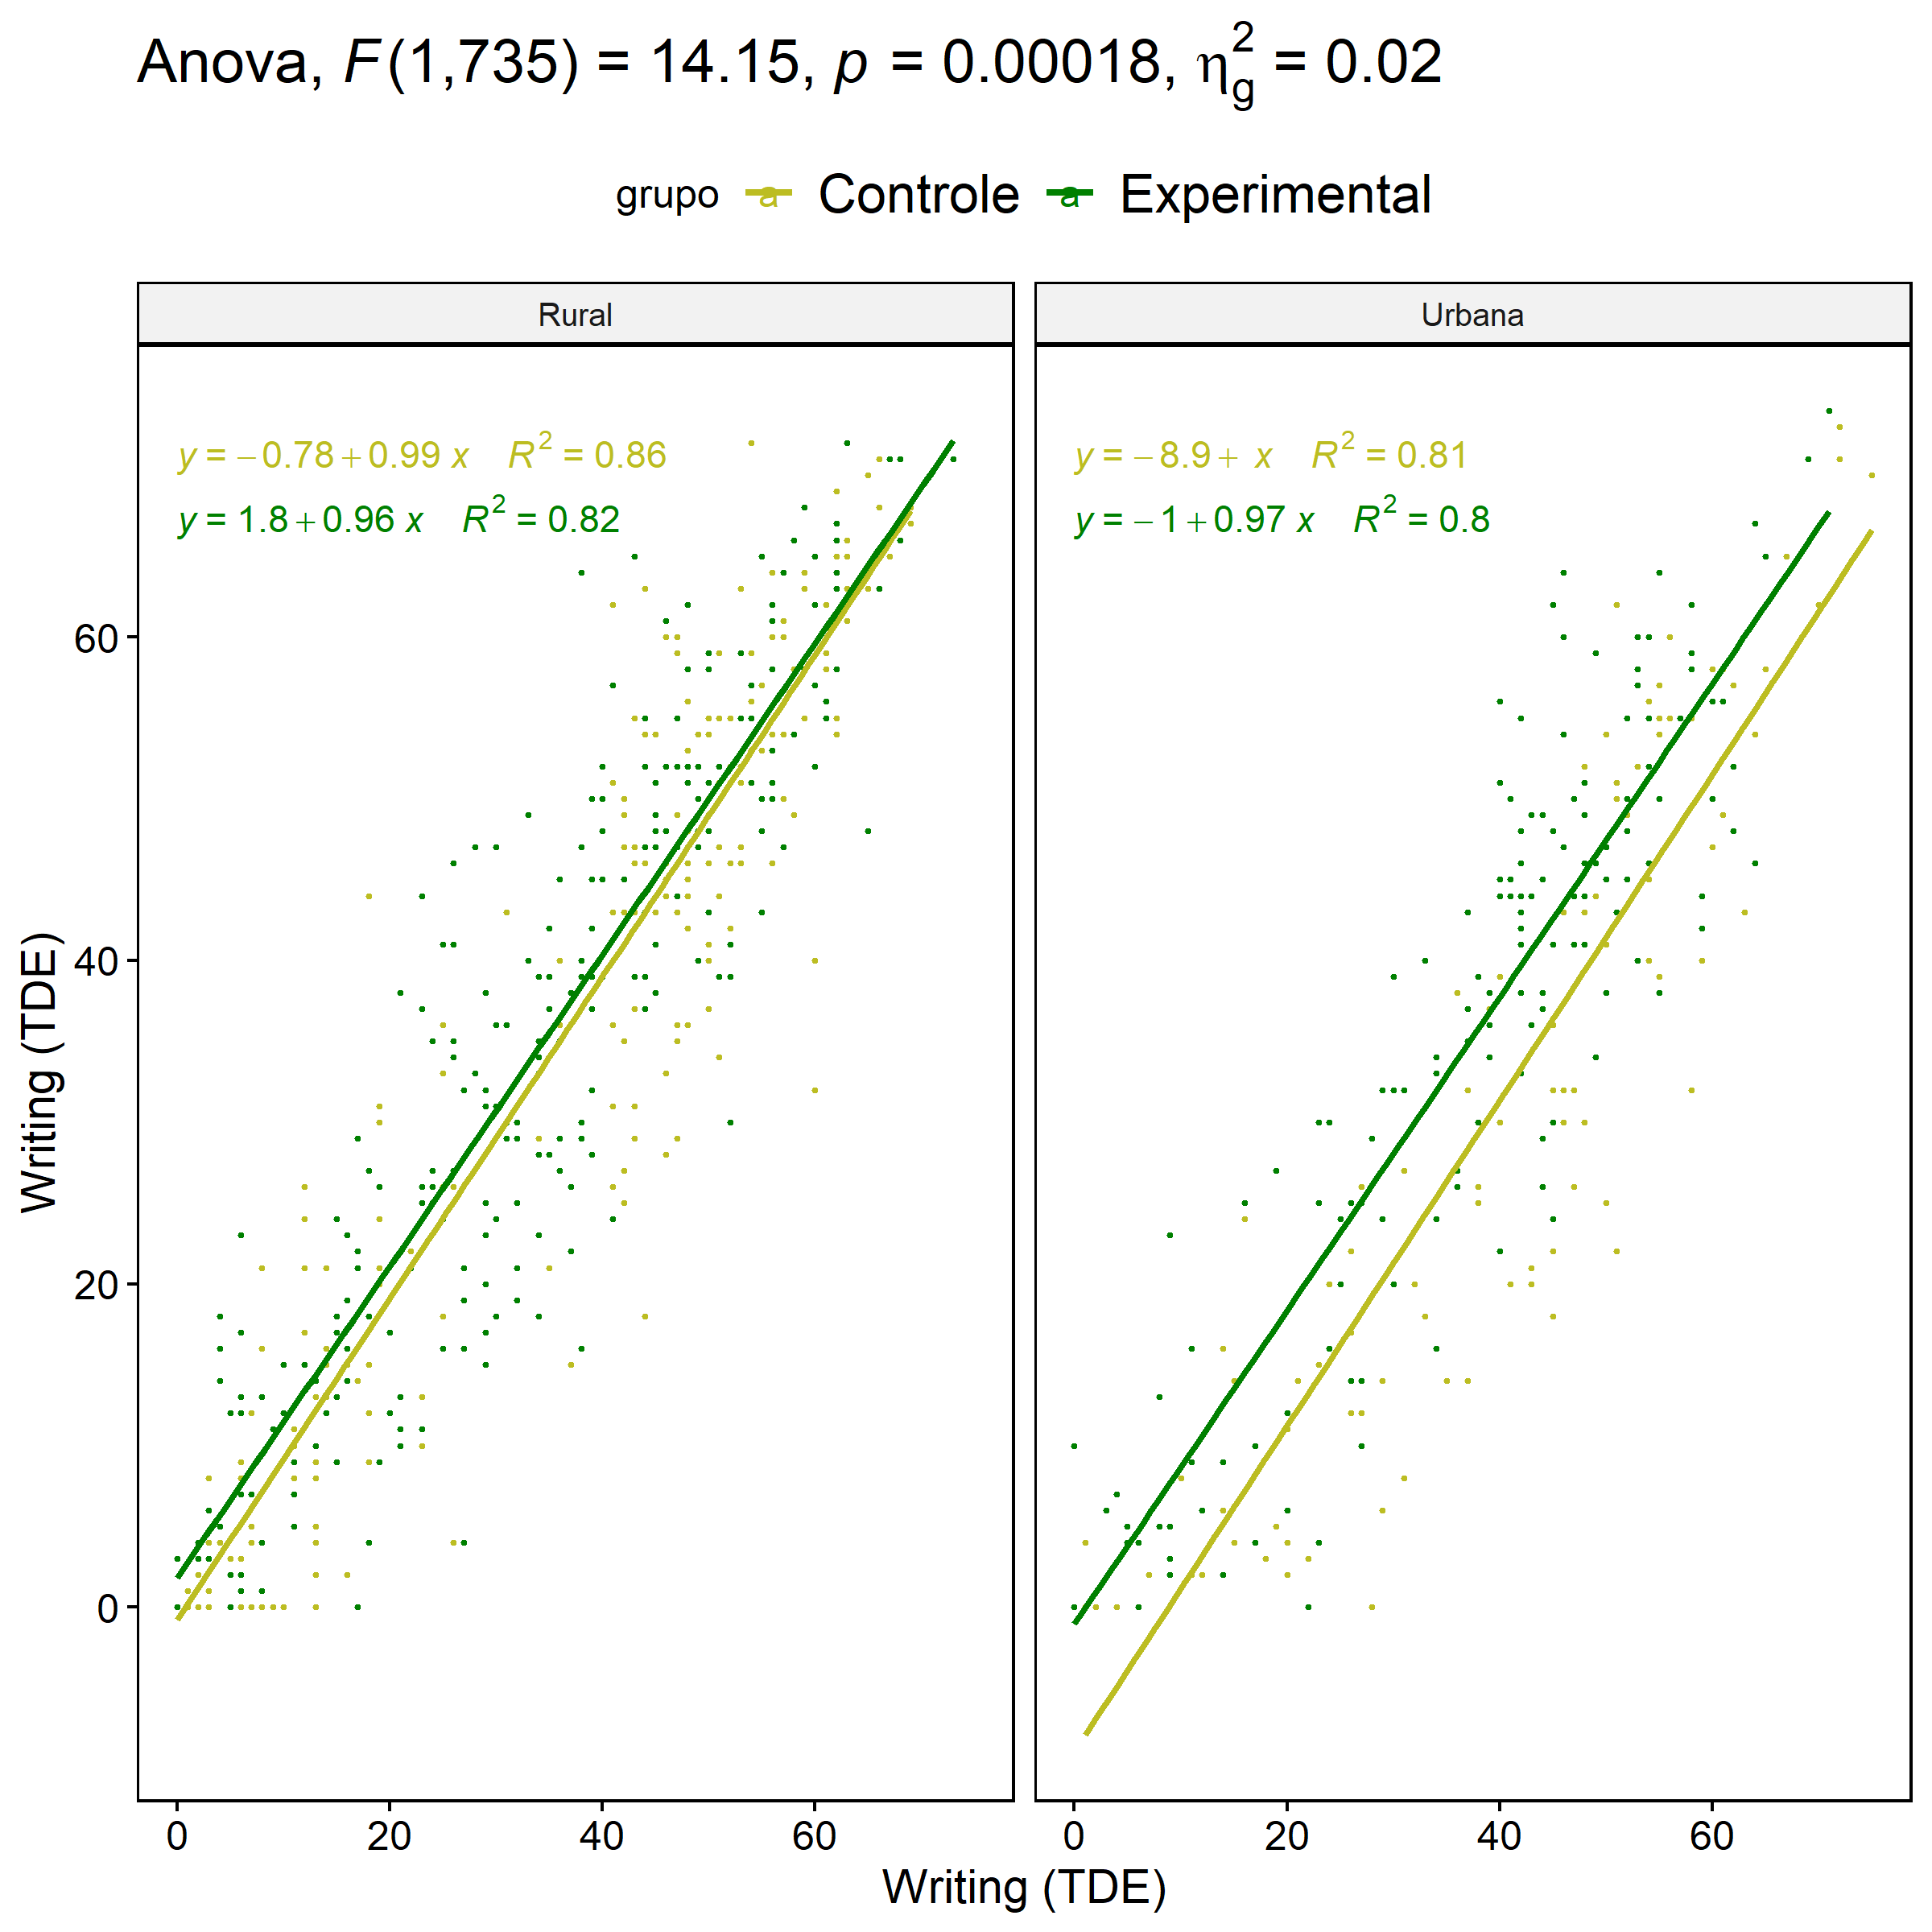 Anova, F(1,735) = 14.15, p = 0.00018, η²g = 0.02
grupo a Controle a Experimental
Rural
Urbana
y = −0.78 + 0.99 x R² = 0.86
y = 1.8 + 0.96 x R² = 0.82
y = −8.9 + x R² = 0.81
y = −1 + 0.97 x R² = 0.8
Writing (TDE)
60
40
20
0
0 20 40 60
0 20 40 60
Writing (TDE)